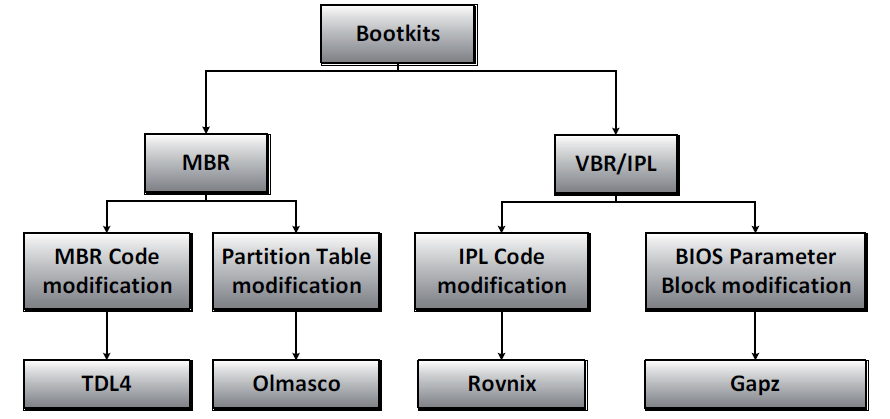 Bootkits
MBR
VBR/IPL
MBR Code
modification
Partition Table
modification
IPL Code
modification
BIOS Parameter
Block modification
TDL4
Olmasco
Rovnix
Gapz